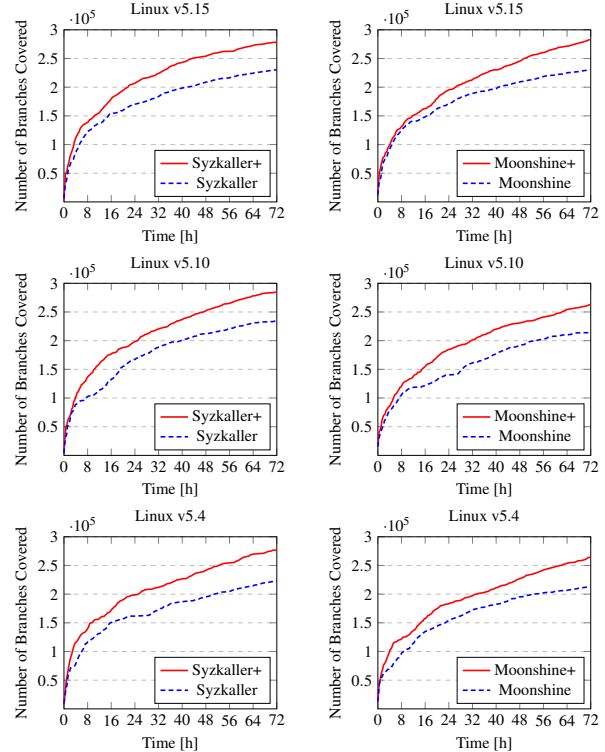 Linux v5.15
·10^5
Number of Branches Covered
3
2.5
2
1.5
1
0.5
Syzkaller+
Syzkaller
0 8 16 24 32 40 48 56 64 72
Time [h]
Linux v5.15
·10^5
Number of Branches Covered
3
2.5
2
1.5
1
0.5
Moonshine+
Moonshine
0 8 16 24 32 40 48 56 64 72
Time [h]
Linux v5.10
·10^5
Number of Branches Covered
3
2.5
2
1.5
1
0.5
Syzkaller+
Syzkaller
0 8 16 24 32 40 48 56 64 72
Time [h]
Linux v5.10
·10^5
Number of Branches Covered
3
2.5
2
1.5
1
0.5
Moonshine+
Moonshine
0 8 16 24 32 40 48 56 64 72
Time [h]
Linux v5.4
·10^5
Number of Branches Covered
3
2.5
2
1.5
1
0.5
Syzkaller+
Syzkaller
0 8 16 24 32 40 48 56 64 72
Time [h]
Linux v5.4
·10^5
Number of Branches Covered
3
2.5
2
1.5
1
0.5
Moonshine+
Moonshine
0 8 16 24 32 40 48 56 64 72
Time [h]